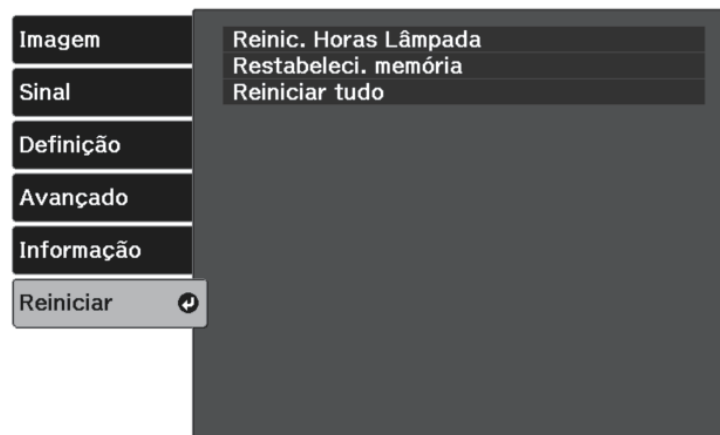 Imagem
Sinal
Definição
Avançado
Informação
Reiniciar
Reinic. Horas Lâmpada
Restabeleci. memória
Reiniciar tudo